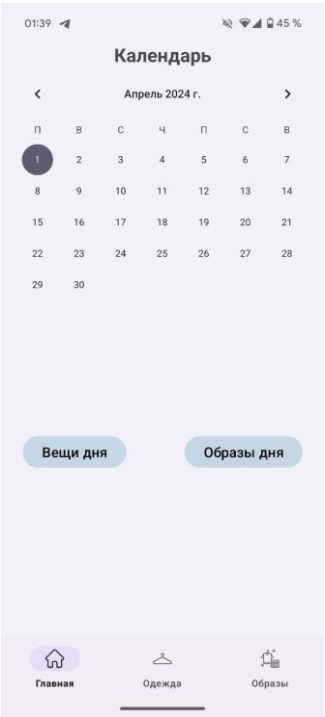 01:39 45 %
Календарь
Апрель 2024 г.
П В С Ч П С В
1 2 3 4 5 6 7
8 9 10 11 12 13 14
15 16 17 18 19 20 21
22 23 24 25 26 27 28
29 30
Вещи дня Образы дня
Главная Одежда Образы